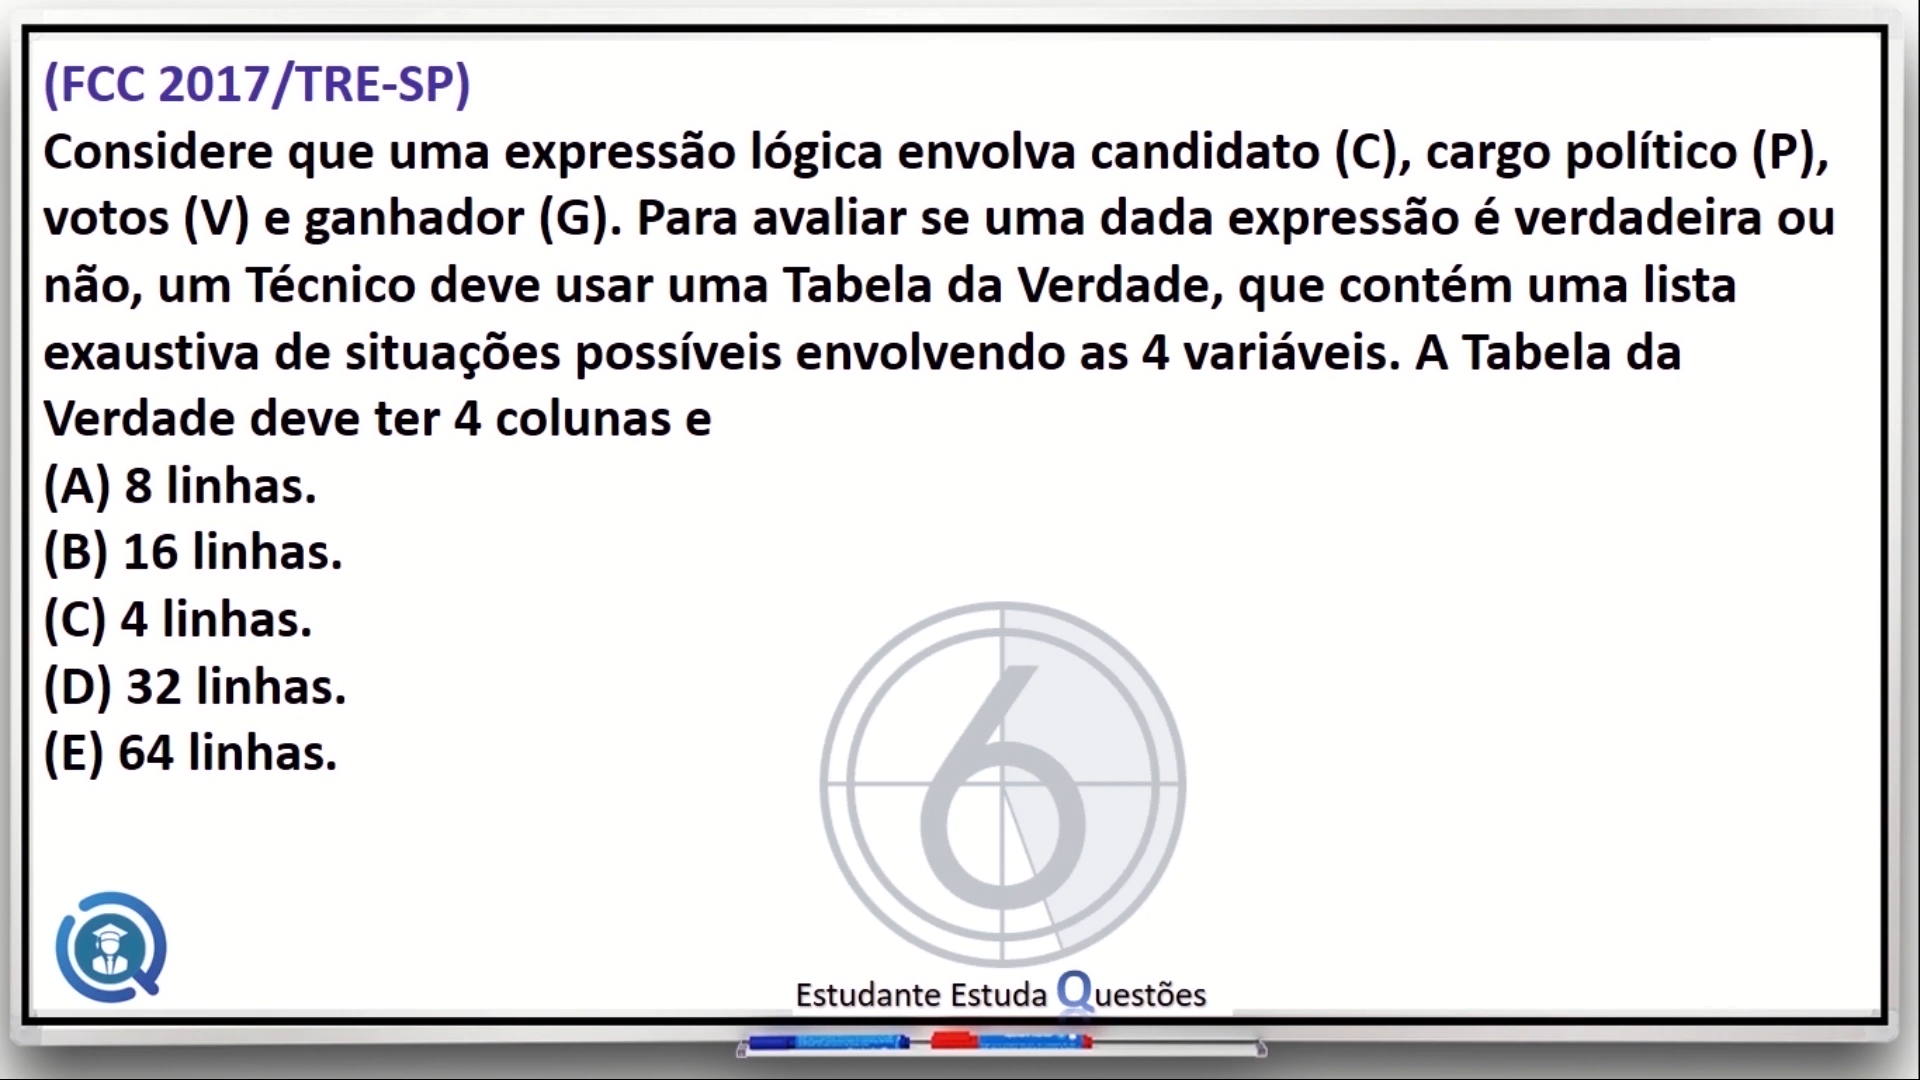 (FCC 2017/TRE-SP)
Considere que uma expressão lógica envolva candidato (C), cargo político (P),
votos (V) e ganhador (G). Para avaliar se uma dada expressão é verdadeira ou
não, um Técnico deve usar uma Tabela da Verdade, que contém uma lista
exaustiva de situações possíveis envolvendo as 4 variáveis. A Tabela da
Verdade deve ter 4 colunas e
(A) 8 linhas.
(B) 16 linhas.
(C) 4 linhas.
(D) 32 linhas.
(E) 64 linhas.
6
Estudante Estuda Questões